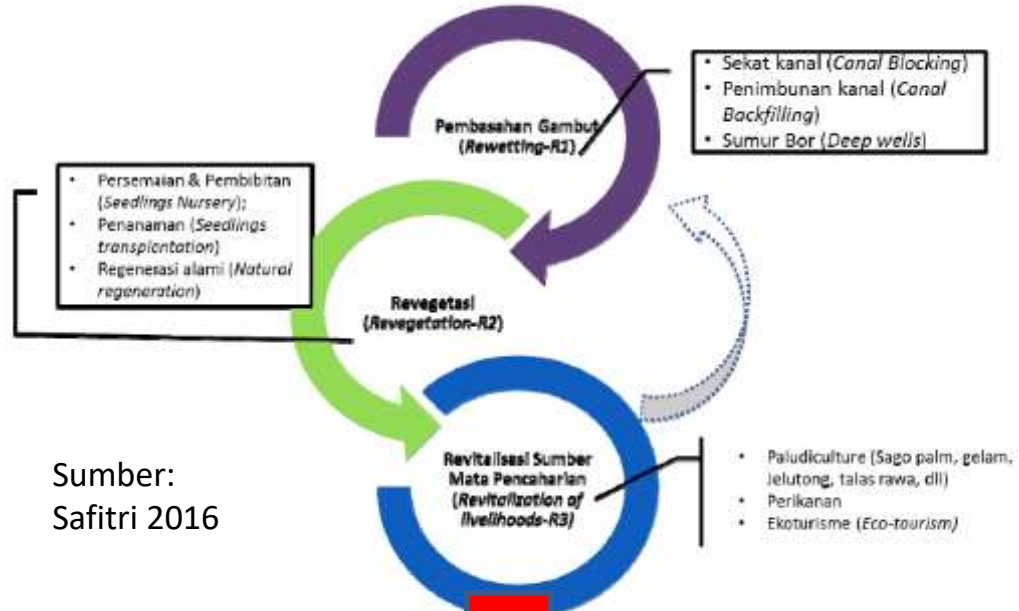 Pembasahan Gambut
(Rewetting-R1)
• Sekat kanal (Canal Blocking)
• Penimbunan kanal (Canal
Backfilling)
• Sumur Bor (Deep wells)
• Persemaian & Pembibitan
(Seedlings Nursery);
• Penanaman (Seedlings
transplentation)
• Regenerasi alami (Natural
regeneration)
Revegetasi
(Revegetation-R2)
Revitalisasi Sumber
Mata Pencaharian
(Revitalization of
livelihoods-R3)
• Paludiculture (Sago palm, gelam,
Jelutong, talas rawa, dll)
• Perikanan
• Ekoturisme (Eco-tourism)
Sumber:
Safitri 2016